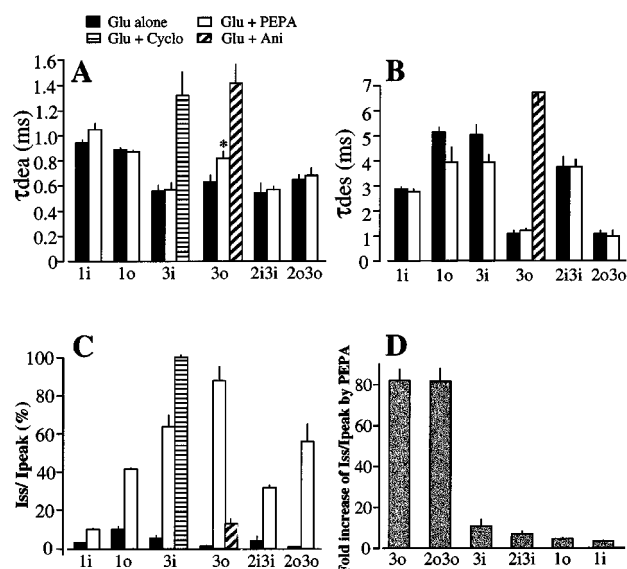 Glu alone
Glu + PEPA
Glu + Cyclo
Glu + Ani
A
τdea (ms)
1.6
1.4
1.2
1.0
0.8
0.6
0.4
0.2
0
*
1i
1o
3i
3o
2i3i
2o3o
B
τdes (ms)
7
6
5
4
3
2
1
0
1i
1o
3i
3o
2i3i
2o3o
C
Iss/ Ipeak (%)
100
80
60
40
20
0
1i
1o
3i
3o
2i3i
2o3o
D
Fold increase of Iss/Ipeak by PEPA
80
60
40
20
0
3o
2o3o
3i
2i3i
1o
1i